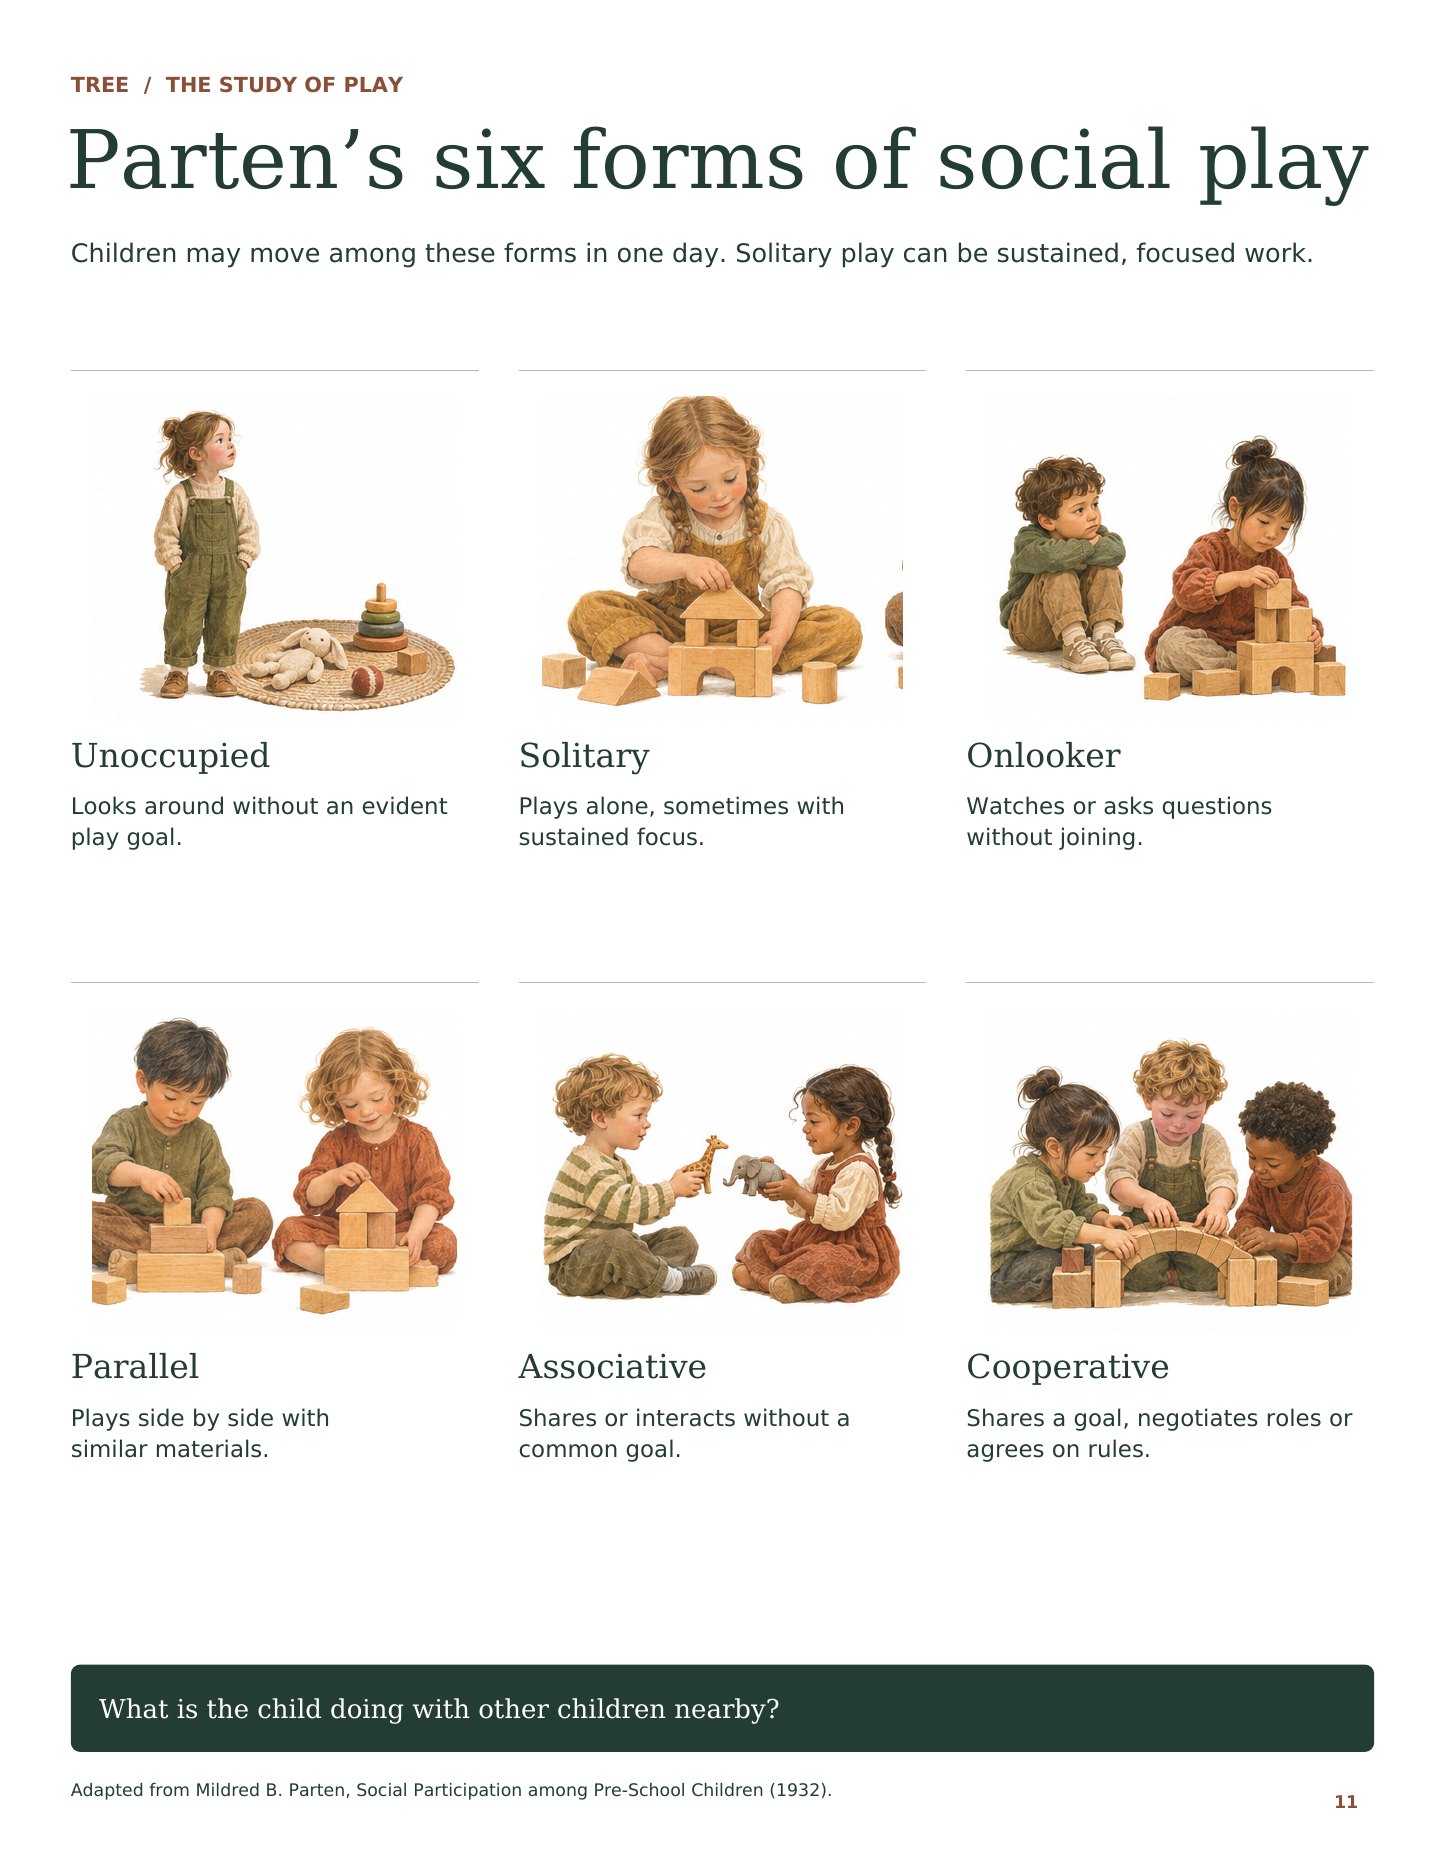 TREE / THE STUDY OF PLAY
Parten’s six forms of social play
Children may move among these forms in one day. Solitary play can be sustained, focused work.
Unoccupied
Looks around without an evident
play goal.
Solitary
Plays alone, sometimes with
sustained focus.
Onlooker
Watches or asks questions
without joining.
Parallel
Plays side by side with
similar materials.
Associative
Shares or interacts without a
common goal.
Cooperative
Shares a goal, negotiates roles or
agrees on rules.
What is the child doing with other children nearby?
Adapted from Mildred B. Parten, Social Participation among Pre-School Children (1932).
11